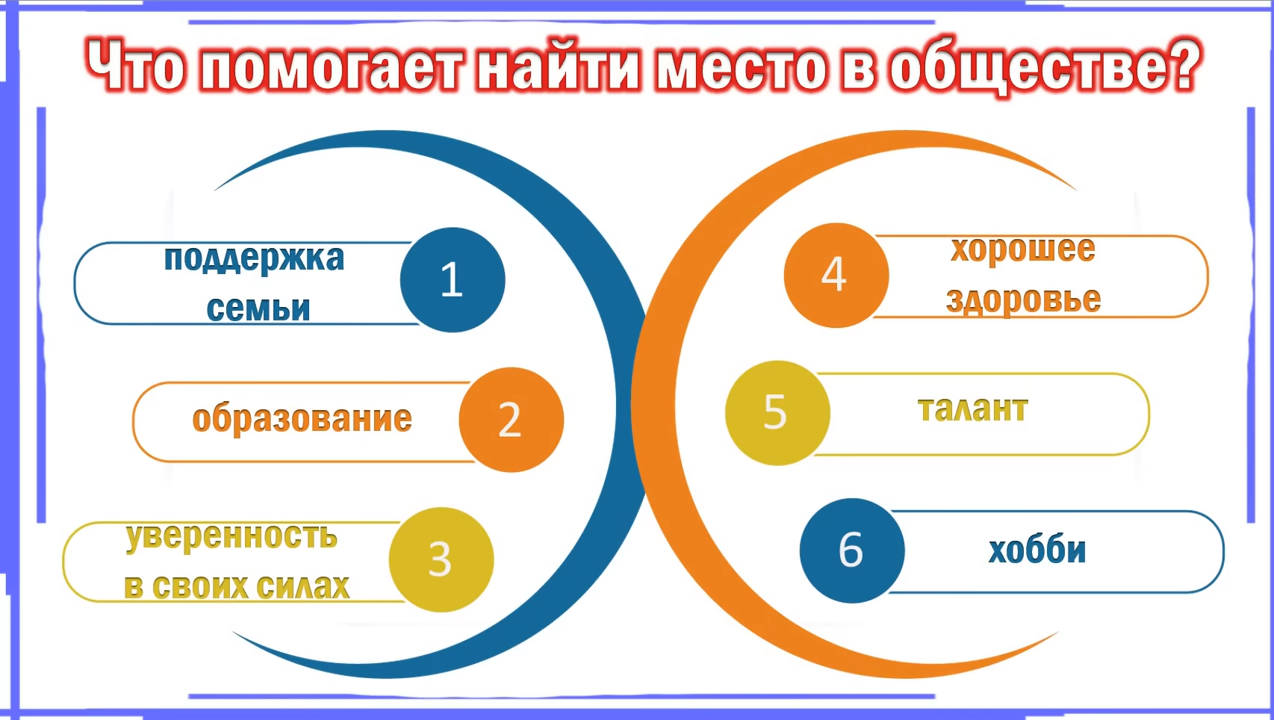 Что помогает найти место в обществе?
поддержка
семьи
1
образование
2
уверенность
в своих силах
3
4
хорошее
здоровье
5
талант
6
хобби